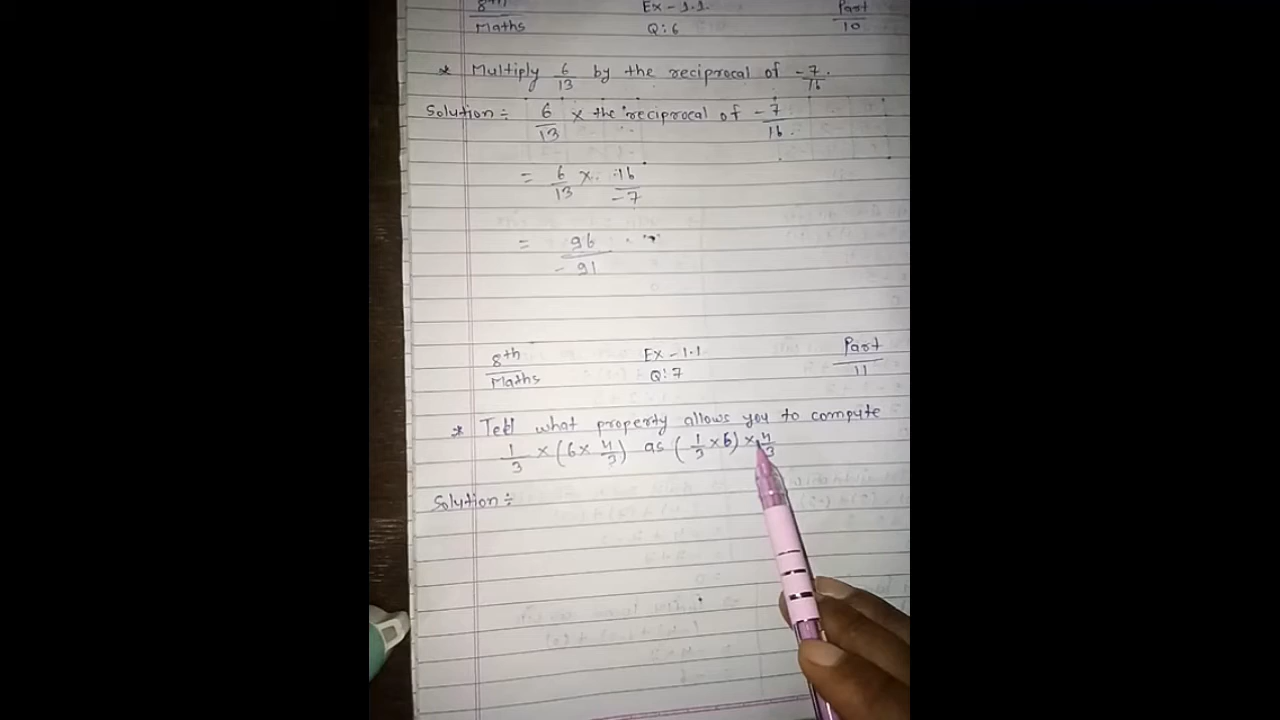 8th Ex - 1.1. Part
Maths Q:6 10
* Multiply 6/13 by the reciprocal of -7/16.
Solution ÷ 6/13 x the reciprocal of -7/16.
= 6/13 x 16/-7
= 96/-91
8th Ex - 1.1 Part
Maths Q:7 11
* Tell what property allows you to compute
1/3 x (6 x 4/3) as (1/3 x 6) x 4/3
Solution ÷